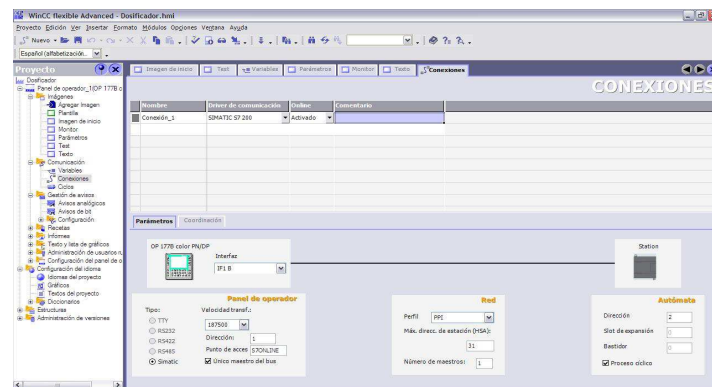 WinCC flexible Advanced - Dosificador.hmi
Proyecto Edición Ver Insertar Formato Módulos Opciones Ventana Ayuda
Nuevo
Español (alfabetización...
Proyecto
Imagen de inicio Test Variables Parámetros Monitor Texto Conexiones
CONEXIONES
Dosificador
Panel de operador_1(OP 177B c
Imágenes
Agregar Imagen
Plantilla
Imagen de inicio
Monitor
Parámetros
Test
Texto
Comunicación
Variables
Conexiones
Ciclos
Gestión de avisos
Avisos analógicos
Avisos de bit
Configuración
Recetas
Informes
Texto y lista de gráficos
Administración de usuarios ru
Configuración del panel de o
Configuración del idioma
Idiomas del proyecto
Gráficos
Textos del proyecto
Diccionarios
Estructuras
Administración de versiones
Nombre Driver de comunicación Online Comentario
Conexión_1 SIMATIC S7 200 Activado
Parámetros Coordinación
OP 177B color PN/DP
Interfaz
IF1 B
Station
Panel de operador
Tipo:
TTY
RS232
RS422
RS485
Simatic
Velocidad transf.:
187500
Dirección: 1
Punto de acces S7ONLINE
Único maestro del bus
Red
Perfil PPI
Máx. direcc. de estación (HSA):
31
Número de maestros: 1
Autómata
Dirección 2
Slot de expansión 0
Bastidor 0
Proceso cíclico